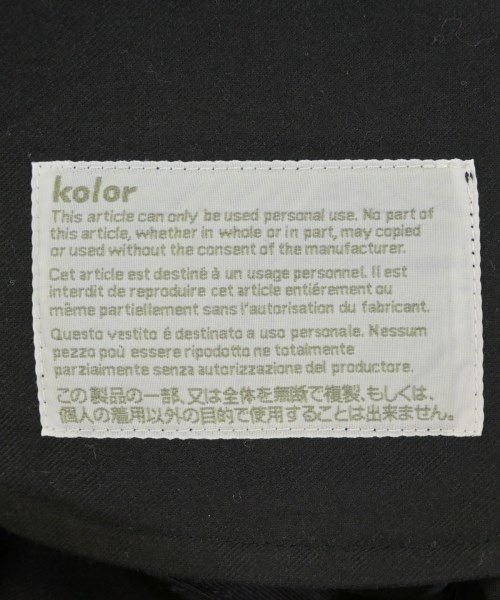 kolor
This article can only be used personal use. No part of
this article, whether in whole or in part, may copied
or used without the consent of the manufacturer.
Cet article est destiné à un usage personnel. Il est
interdit de reproduire cet article entiérement ou
même partiellement sans l'autorisation du fabricant.
Questo vestito é destinato a uso personale. Nessum
pezzo poù essere ripodotto ne totalmente
parzialmente senza autorizzazione del productore.
この製品の一部、又は全体を無断で複製、もしくは、
個人の着用以外の目的で使用することは出来ません。